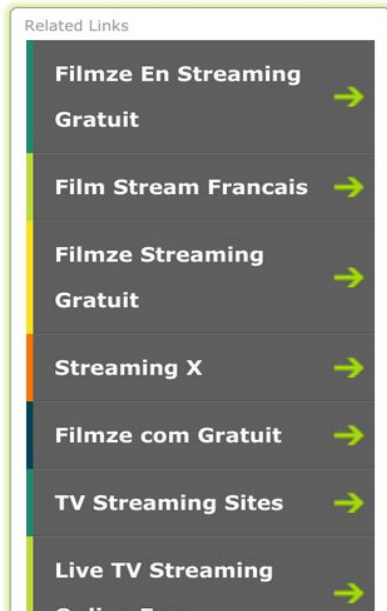 Related Links
Filmze En Streaming
Gratuit
Film Stream Francais
Filmze Streaming
Gratuit
Streaming X
Filmze com Gratuit
TV Streaming Sites
Live TV Streaming